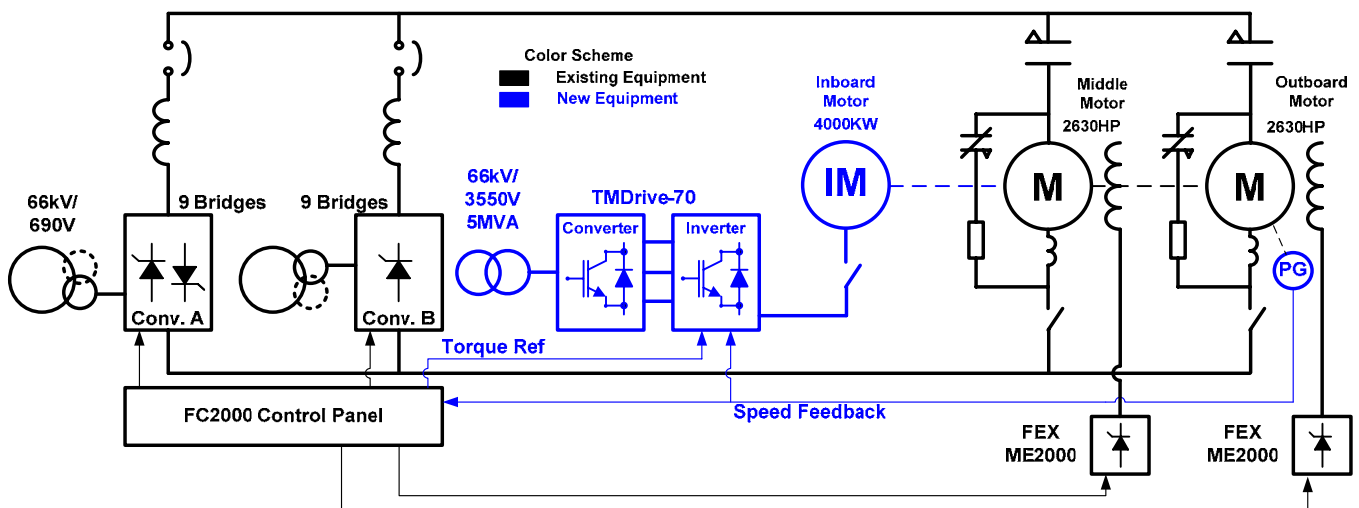 Color Scheme
Existing Equipment
New Equipment
Inboard
Motor
4000KW
Middle
Motor
2630HP
Outboard
Motor
2630HP
66kV/
690V
9 Bridges
9 Bridges
66kV/
3550V
5MVA
TMDrive-70
Converter
Inverter
IM
M
M
PG
Conv. A
Conv. B
Torque Ref
FC2000 Control Panel
Speed Feedback
FEX
ME2000
FEX
ME2000